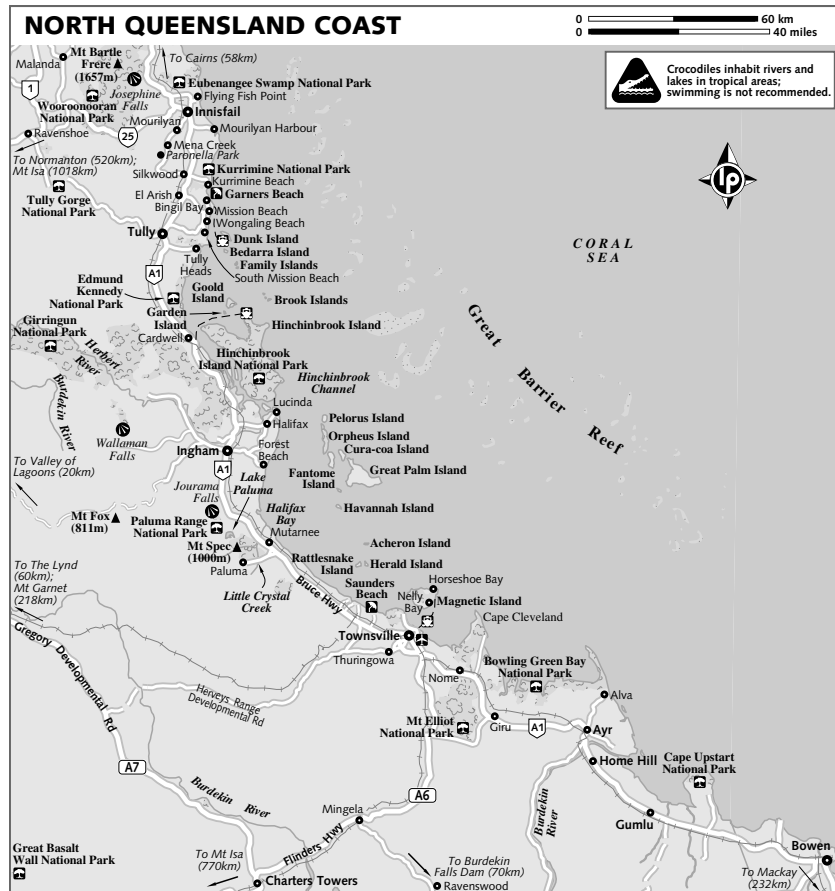 NORTH QUEENSLAND COAST
0 60 km
0 40 miles
Crocodiles inhabit rivers and
lakes in tropical areas;
swimming is not recommended.
lp
Mt Bartle
Frere
(1657m)
Malanda
To Cairns (58km)
Eubenangee Swamp National Park
Josephine
Falls
Flying Fish Point
1
Wooroonooran
National Park
Innisfail
Mourilyan
25
Mourilyan Harbour
Ravenshoe
Mena Creek
Paronella Park
To Normanton (520km);
Mt Isa (1018km)
Silkwood
Kurrimine National Park
Kurrimine Beach
Tully Gorge
National Park
El Arish
Garners Beach
Bingil Bay
Mission Beach
Wongaling Beach
Tully
Dunk Island
Bedarra Island
Family Islands
South Mission Beach
Tully
Heads
A1
CORAL
SEA
Edmund
Kennedy
National Park
Goold
Island
Brook Islands
Garden
Island
Hinchinbrook Island
Girringun
National Park
Cardwell
Herbert
River
Hinchinbrook
Island National Park
Hinchinbrook
Channel
Great
Barrier
Reef
Burdekin River
Lucinda
Halifax
Pelorus Island
Orpheus Island
Cura-coa Island
Wallaman
Falls
Ingham
Forest
Beach
Great Palm Island
Fantome
Island
To Valley of
Lagoons (20km)
A1
Lake
Paluma
Jourama
Falls
Mt Fox
(811m)
Paluma Range
National Park
Halifax
Bay
Havannah Island
Mutarnee
Mt Spec
(1000m)
Acheron Island
Paluma
Rattlesnake
Island
Herald Island
To The Lynd
(60km);
Mt Garnet
(218km)
Little Crystal
Creek
Bruce Hwy
Saunders
Beach
Horseshoe Bay
Nelly
Bay
Magnetic Island
Cape Cleveland
Townsville
Thuringowa
Gregory Developmental Rd
Nome
Bowling Green Bay
National Park
Herveys Range
Developmental Rd
Alva
Mt Elliot
National Park
Giru
A1
Ayr
Home Hill
Cape Upstart
National Park
A7
Burdekin River
A6
Mingela
Burdekin
River
Gumlu
Flinders Hwy
Bowen
Great Basalt
Wall National Park
To Mt Isa
(770km)
Charters Towers
To Burdekin
Falls Dam (70km)
Ravenswood
To Mackay
(232km)